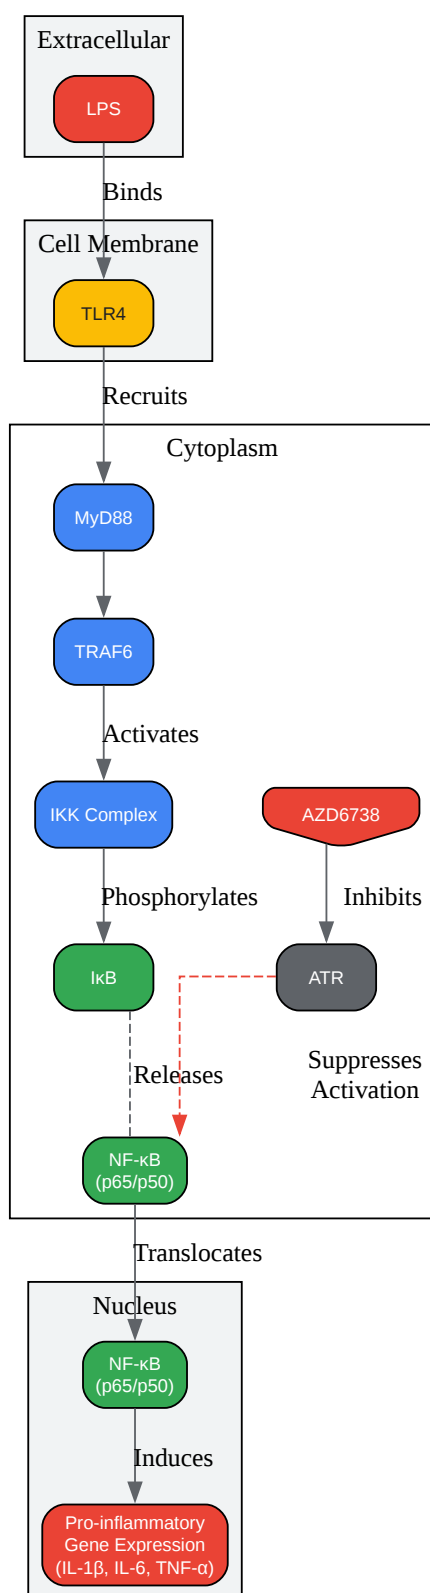 Extracellular
LPS
Binds
Cell Membrane
TLR4
Recruits
Cytoplasm
MyD88
TRAF6
Activates
IKK Complex
AZD6738
Phosphorylates
Inhibits
IκB
ATR
Releases
Suppresses
Activation
NF-κB
(p65/p50)
Translocates
Nucleus
NF-κB
(p65/p50)
Induces
Pro-inflammatory
Gene Expression
(IL-1β, IL-6, TNF-α)